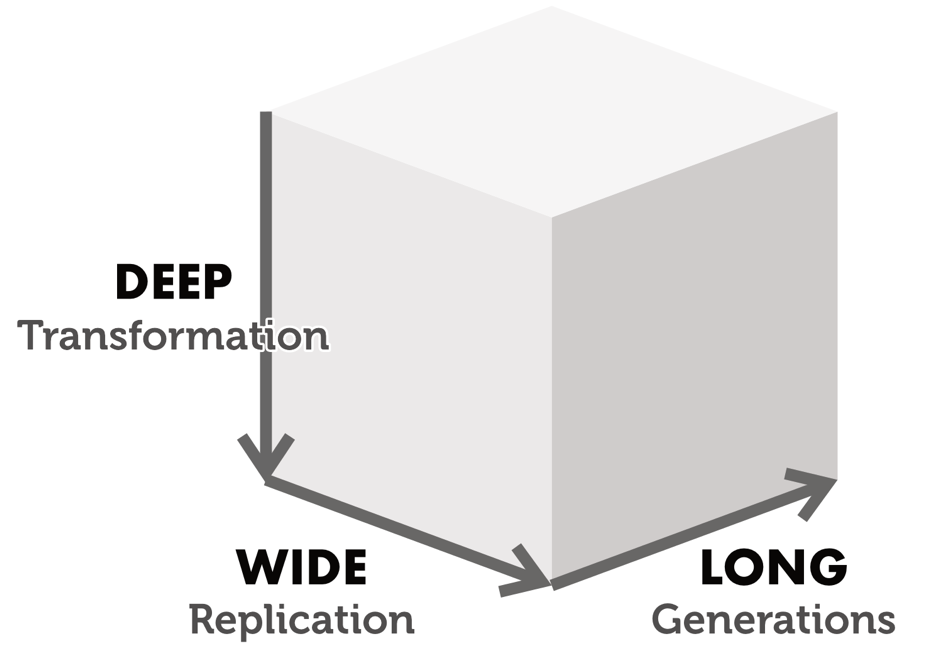 DEEP
Transformation
WIDE
Replication
LONG
Generations